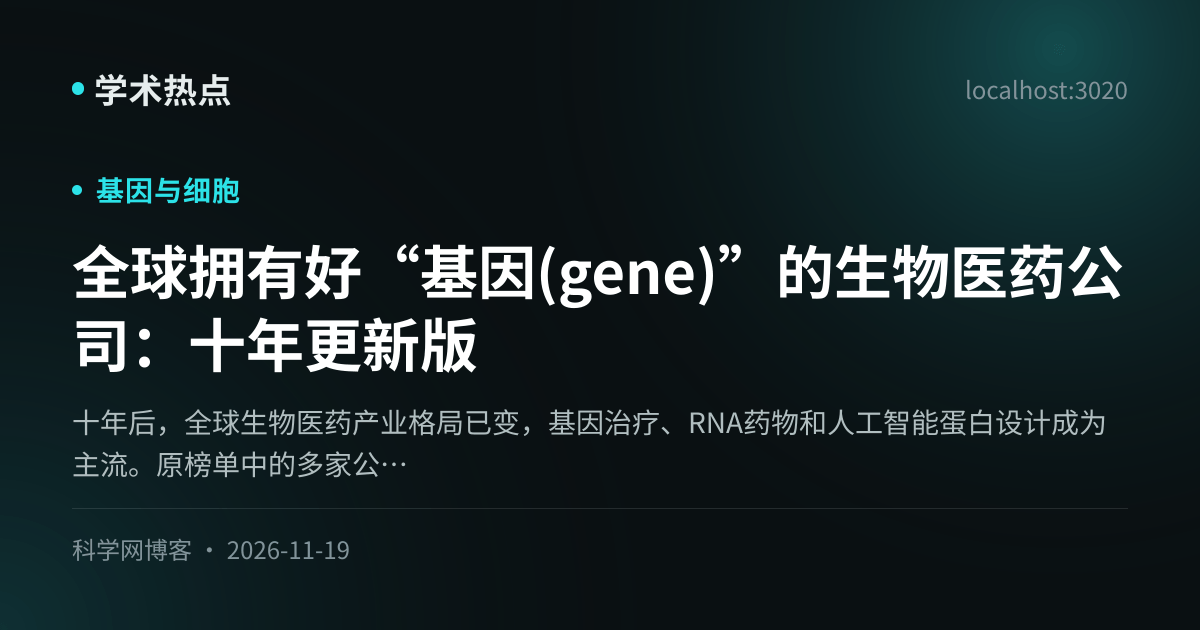 学术热点
localhost:3020
基因与细胞
全球拥有好“基因(gene)”的生物医药公
司：十年更新版
十年后，全球生物医药产业格局已变，基因治疗、RNA药物和人工智能蛋白设计成为
主流。原榜单中的多家公…
科学网博客 • 2026-11-19